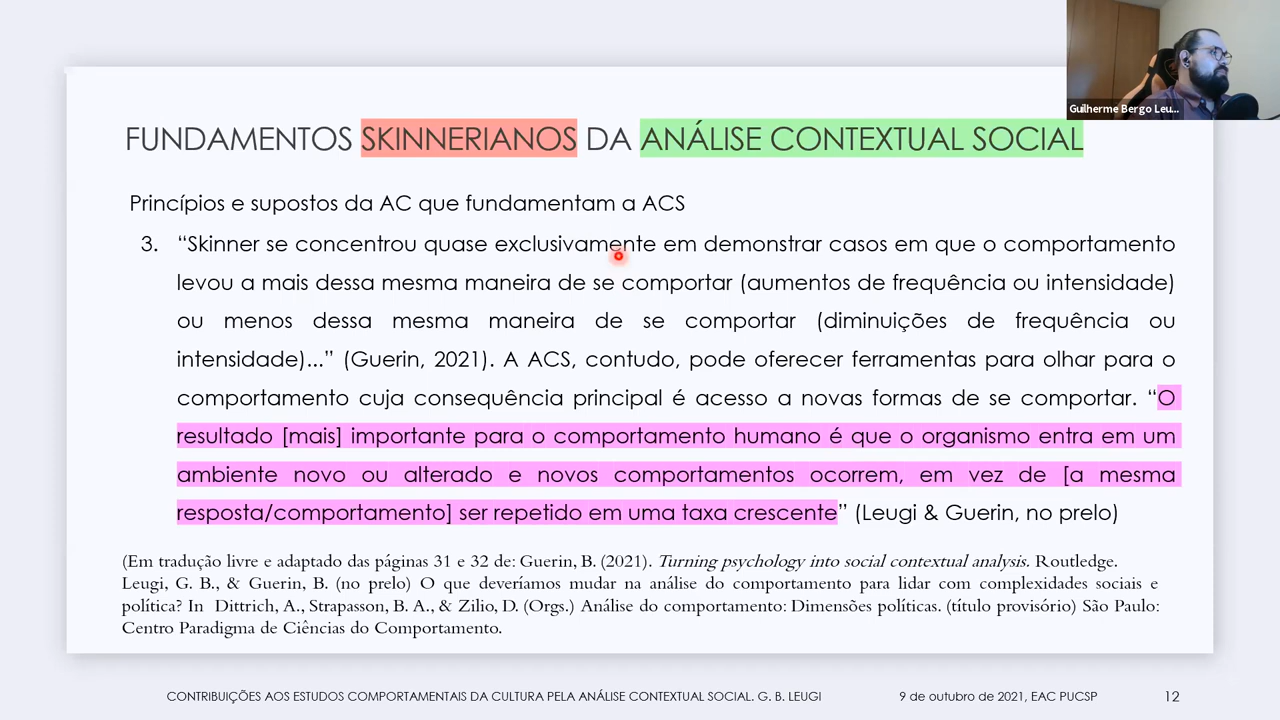 Guilherme Bergo Leu...
FUNDAMENTOS SKINNERIANOS DA ANÁLISE CONTEXTUAL SOCIAL
Princípios e supostos da AC que fundamentam a ACS
3. “Skinner se concentrou quase exclusivamente em demonstrar casos em que o comportamento
levou a mais dessa mesma maneira de se comportar (aumentos de frequência ou intensidade)
ou menos dessa mesma maneira de se comportar (diminuições de frequência ou
intensidade)...” (Guerin, 2021). A ACS, contudo, pode oferecer ferramentas para olhar para o
comportamento cuja consequência principal é acesso a novas formas de se comportar. “O
resultado [mais] importante para o comportamento humano é que o organismo entra em um
ambiente novo ou alterado e novos comportamentos ocorrem, em vez de [a mesma
resposta/comportamento] ser repetido em uma taxa crescente” (Leugi & Guerin, no prelo)
(Em tradução livre e adaptado das páginas 31 e 32 de: Guerin, B. (2021). Turning psychology into social contextual analysis. Routledge.
Leugi, G. B., & Guerin, B. (no prelo) O que deveríamos mudar na análise do comportamento para lidar com complexidades sociais e
política? In Dittrich, A., Strapasson, B. A., & Zilio, D. (Orgs.) Análise do comportamento: Dimensões políticas. (título provisório) São Paulo:
Centro Paradigma de Ciências do Comportamento.
CONTRIBUIÇÕES AOS ESTUDOS COMPORTAMENTAIS DA CULTURA PELA ANÁLISE CONTEXTUAL SOCIAL. G. B. LEUGI 9 de outubro de 2021, EAC PUCSP 12